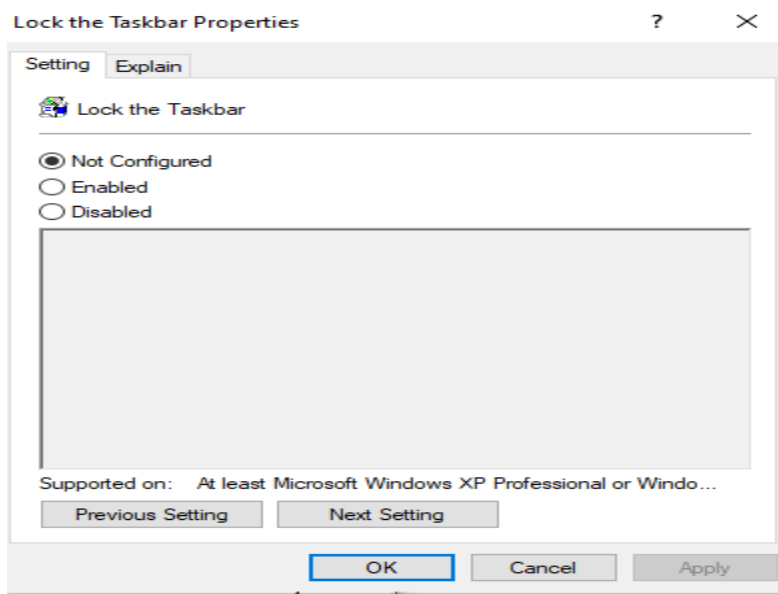 Lock the Taskbar Properties ?
Setting Explain
Lock the Taskbar
Not Configured
Enabled
Disabled
Supported on: At least Microsoft Windows XP Professional or Windo...
Previous Setting Next Setting
OK Cancel Apply